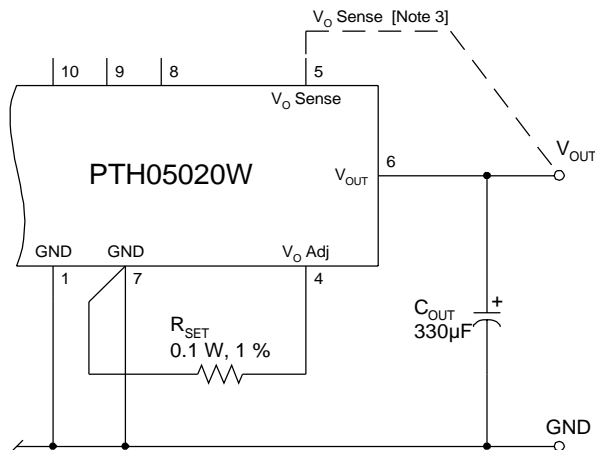 V_O Sense [Note 3]
10 9 8 5
V_O Sense
V_OUT
6
PTH05020W
V_OUT
GND GND V_O Adj
1 7 4
R_SET
0.1 W, 1 %
C_OUT
+
330µF
GND